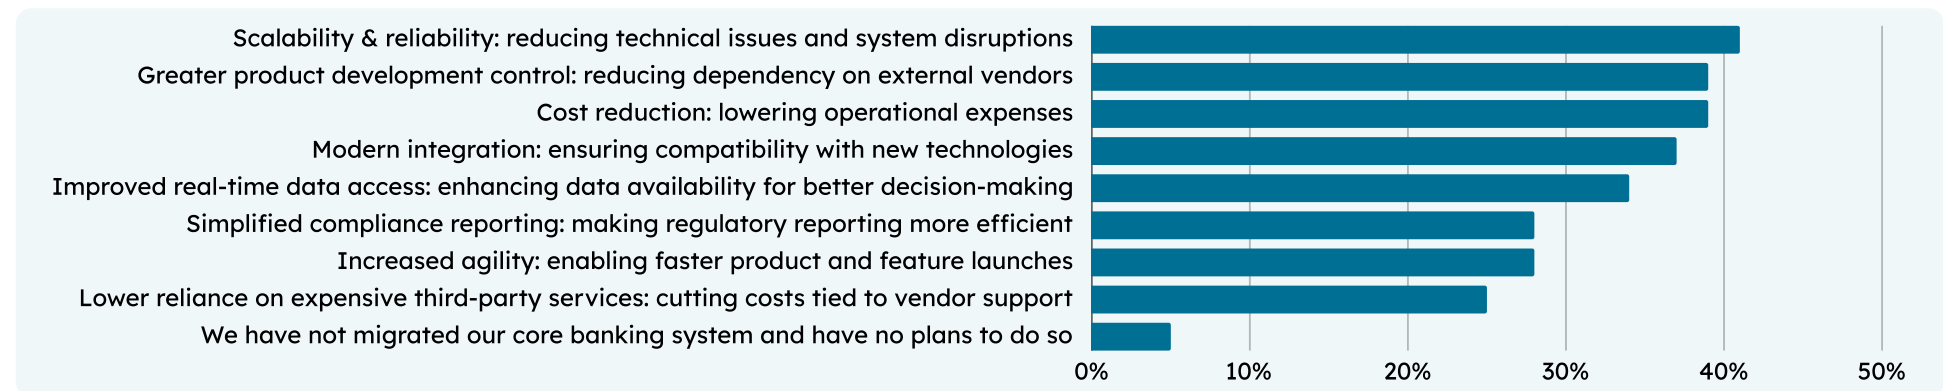 Scalability & reliability: reducing technical issues and system disruptions
Greater product development control: reducing dependency on external vendors
Cost reduction: lowering operational expenses
Modern integration: ensuring compatibility with new technologies
Improved real-time data access: enhancing data availability for better decision-making
Simplified compliance reporting: making regulatory reporting more efficient
Increased agility: enabling faster product and feature launches
Lower reliance on expensive third-party services: cutting costs tied to vendor support
We have not migrated our core banking system and have no plans to do so
0% 10% 20% 30% 40% 50%